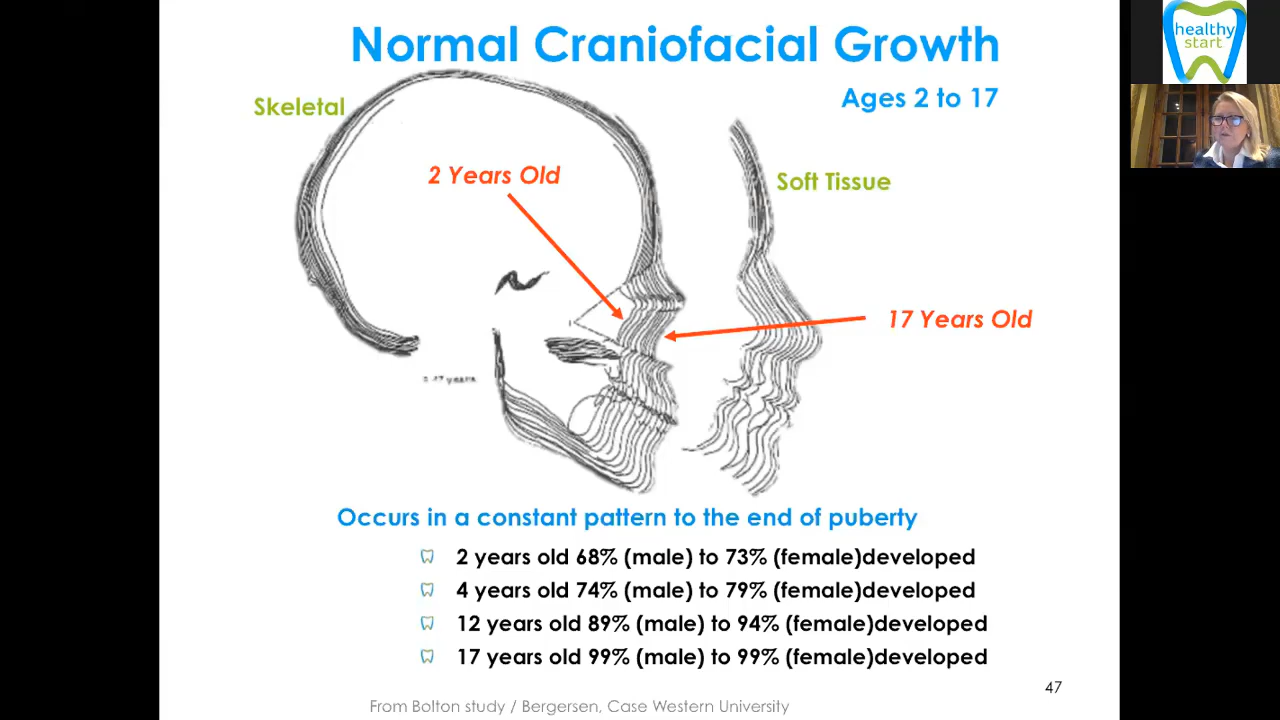 Normal Craniofacial Growth
Ages 2 to 17
healthy
start
Skeletal
2 Years Old
Soft Tissue
17 Years Old
17 years
Occurs in a constant pattern to the end of puberty
2 years old 68% (male) to 73% (female)developed
4 years old 74% (male) to 79% (female)developed
12 years old 89% (male) to 94% (female)developed
17 years old 99% (male) to 99% (female)developed
47
From Bolton study / Bergersen, Case Western University